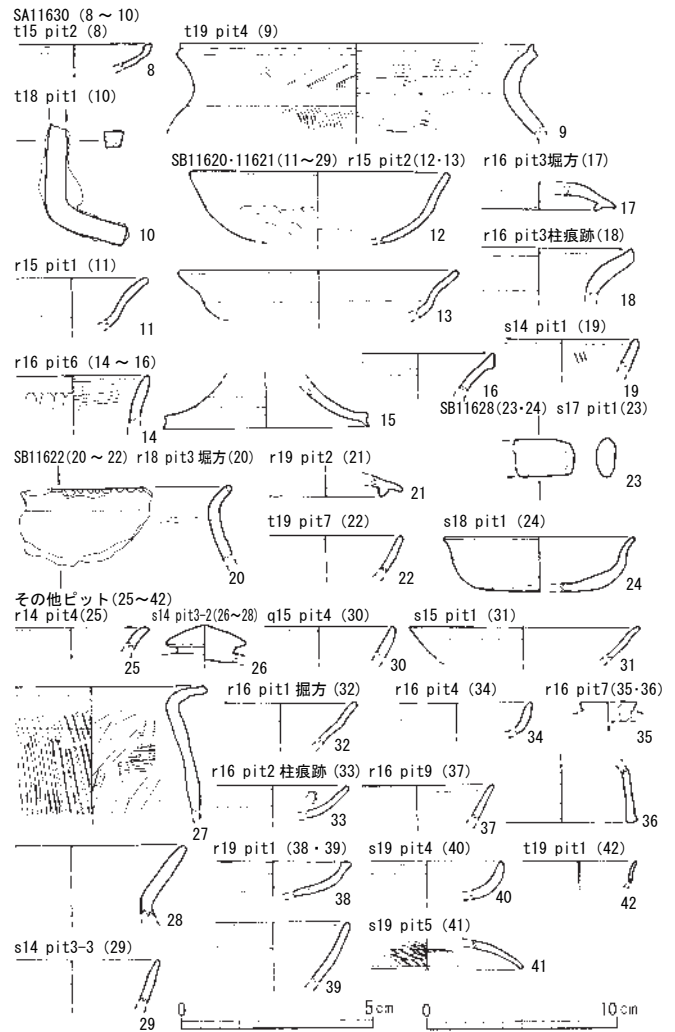 SA11630 (8 ~ 10)
t15 pit2 (8)
8
t19 pit4 (9)
9
t18 pit1 (10)
10
SB11620・11621(11~29) r15 pit2(12・13)
12
r16 pit3堀方(17)
17
r16 pit3柱痕跡(18)
18
r15 pit1 (11)
11
13
s14 pit1 (19)
19
r16 pit6 (14 ~ 16)
14
15
16
SB11628(23・24) s17 pit1(23)
23
SB11622(20 ~ 22) r18 pit3 堀方(20)
20
r19 pit2 (21)
21
t19 pit7 (22)
22
s18 pit1 (24)
24
その他ピット(25~42)
r14 pit4(25)
25
s14 pit3-2(26~28)
26
q15 pit4 (30)
30
s15 pit1 (31)
31
27
r16 pit1 掘方 (32)
32
r16 pit4 (34)
34
r16 pit7(35・36)
35
r16 pit2 柱痕跡(33)
33
r16 pit9 (37)
37
36
28
r19 pit1 (38・39)
38
s19 pit4 (40)
40
t19 pit1 (42)
42
s14 pit3-3 (29)
29
39
s19 pit5 (41)
41
0 5cm
0 10cm